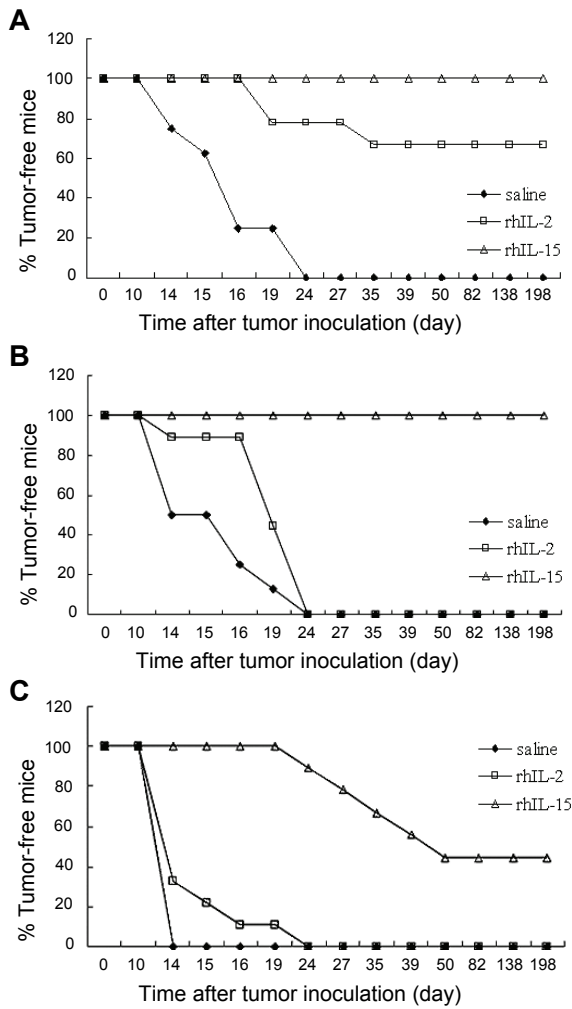 A
% Tumor-free mice
120
100
80
60
40
20
0
saline
rhIL-2
rhIL-15
0 10 14 15 16 19 24 27 35 39 50 82 138 198
Time after tumor inoculation (day)
B
% Tumor-free mice
120
100
80
60
40
20
0
saline
rhIL-2
rhIL-15
0 10 14 15 16 19 24 27 35 39 50 82 138 198
Time after tumor inoculation (day)
C
% Tumor-free mice
120
100
80
60
40
20
0
saline
rhIL-2
rhIL-15
0 10 14 15 16 19 24 27 35 39 50 82 138 198
Time after tumor inoculation (day)